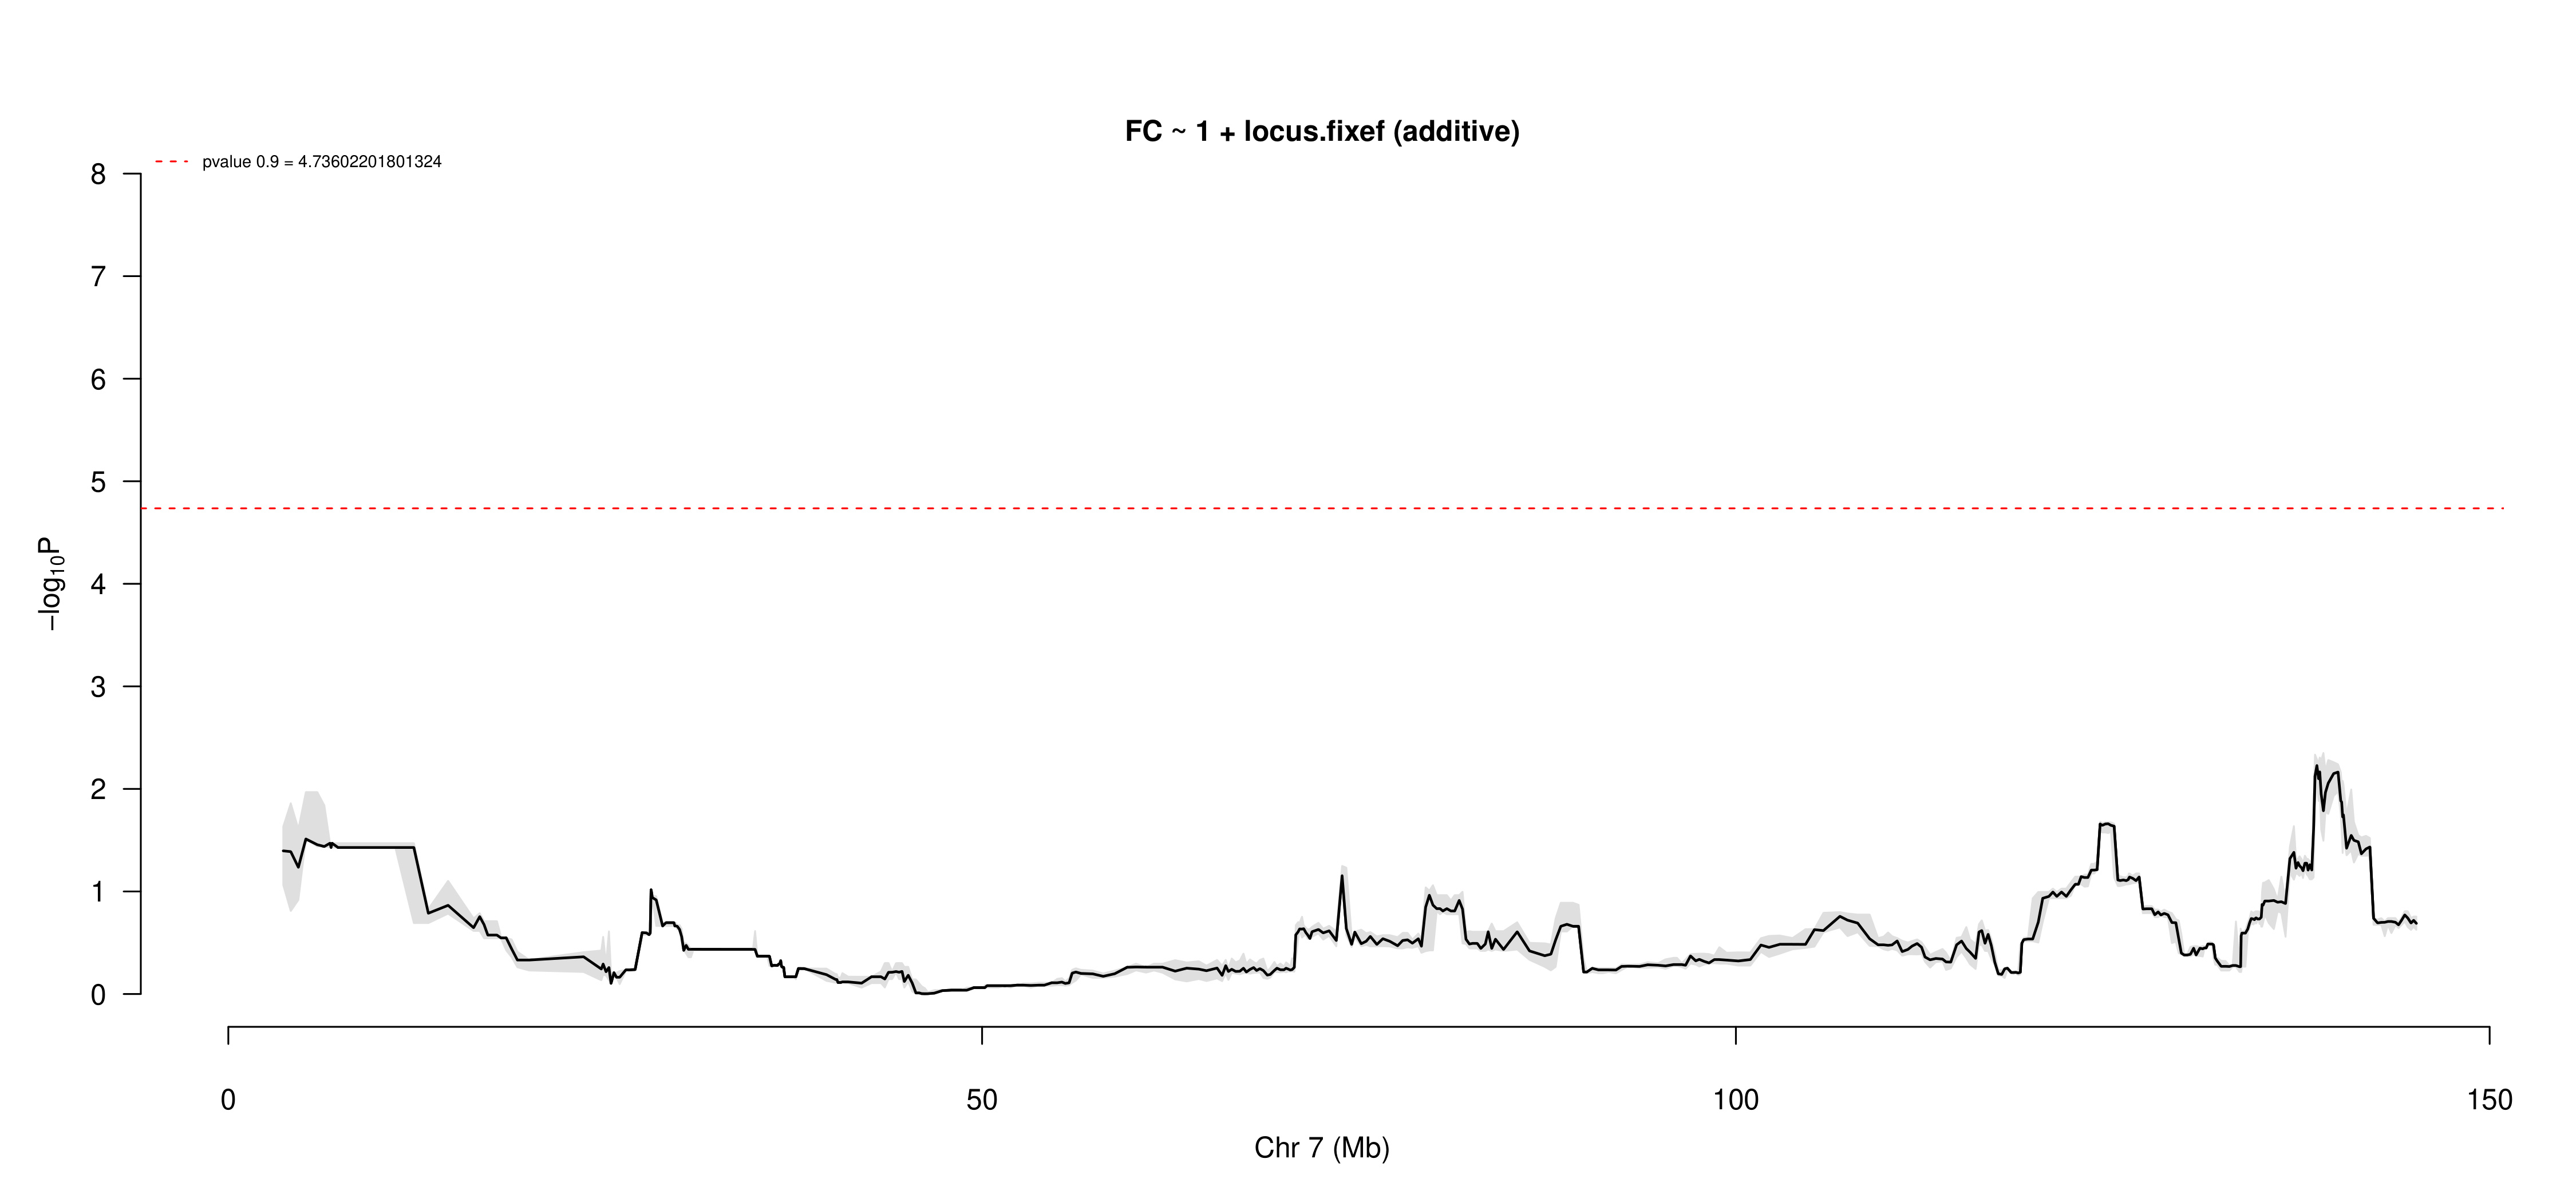 FC ~ 1 + locus.fixef (additive)
pvalue 0.9 = 4.73602201801324
8
7
6
5
4
3
2
1
0
−log10P
0 50 100 150
Chr 7 (Mb)